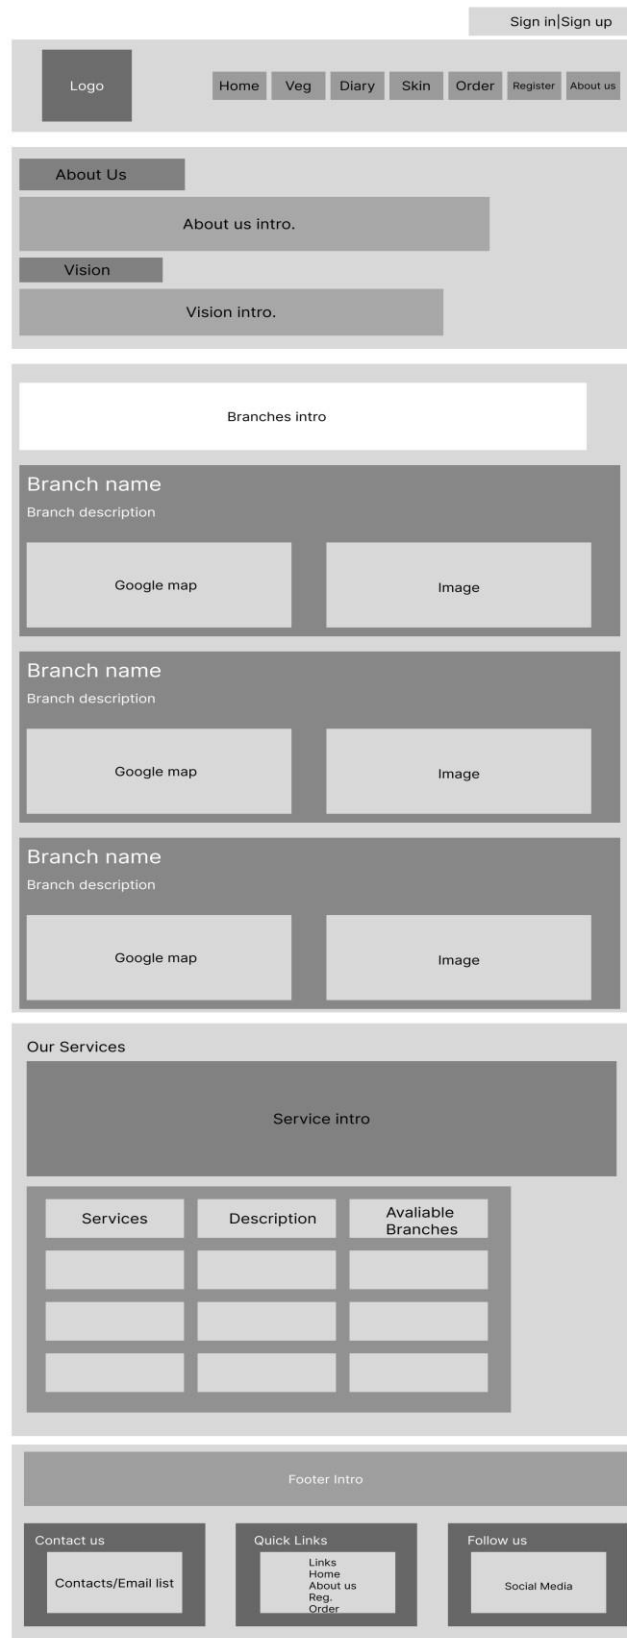 Sign in|Sign up
Logo
Home Veg Diary Skin Order Register About us
About Us
About us intro.
Vision
Vision intro.
Branches intro
Branch name
Branch description
Google map
Image
Branch name
Branch description
Google map
Image
Branch name
Branch description
Google map
Image
Our Services
Service intro
Services
Description
Avaliable
Branches
Footer Intro
Contact us
Contacts/Email list
Quick Links
Links
Home
About us
Reg.
Order
Follow us
Social Media